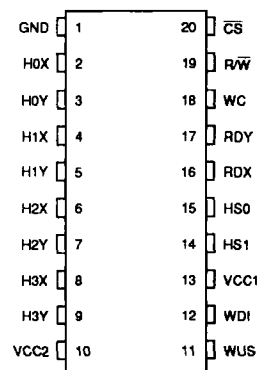 GND 1 20 C̅S̅
H0X 2 19 R/W̅
H0Y 3 18 WC
H1X 4 17 RDY
H1Y 5 16 RDX
H2X 6 15 HS0
H2Y 7 14 HS1
H3X 8 13 VCC1
H3Y 9 12 WDI
VCC2 10 11 WUS